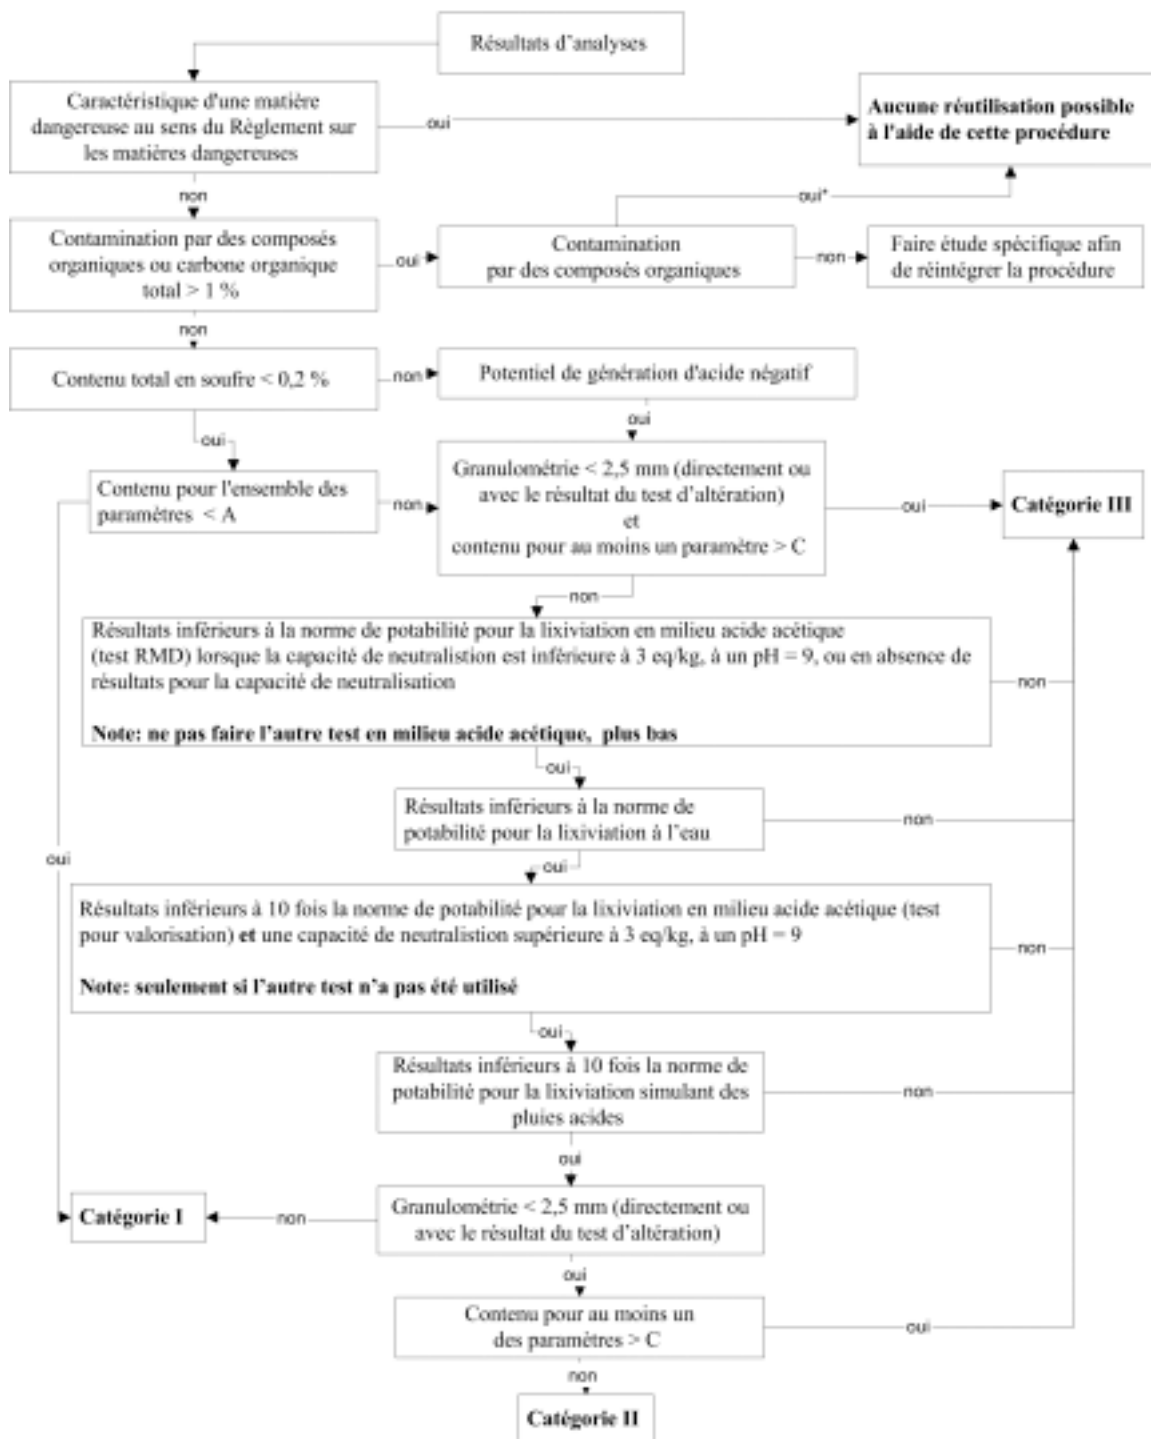 Résultats d'analyses
Caractéristique d'une matière
dangereuse au sens du Règlement sur
les matières dangereuses
oui
Aucune réutilisation possible
à l'aide de cette procédure
non
oui*
Contamination par des composés
organiques ou carbone organique
total > 1 %
oui
Contamination
par des composés organiques
non
Faire étude spécifique afin
de réintégrer la procédure
non
Contenu total en soufre < 0,2 %
non
Potentiel de génération d'acide négatif
oui
oui
Contenu pour l'ensemble des
paramètres < A
non
Granulométrie < 2,5 mm (directement ou
avec le résultat du test d'altération)
et
contenu pour au moins un paramètre > C
oui
Catégorie III
non
Résultats inférieurs à la norme de potabilité pour la lixiviation en milieu acide acétique
(test RMD) lorsque la capacité de neutralistion est inférieure à 3 eq/kg, à un pH = 9, ou en absence de
résultats pour la capacité de neutralisation
Note: ne pas faire l'autre test en milieu acide acétique, plus bas
non
oui
Résultats inférieurs à la norme de
potabilité pour la lixiviation à l'eau
non
oui
oui
Résultats inférieurs à 10 fois la norme de potabilité pour la lixiviation en milieu acide acétique (test
pour valorisation) et une capacité de neutralistion supérieure à 3 eq/kg, à un pH = 9
Note: seulement si l'autre test n'a pas été utilisé
non
oui
Résultats inférieurs à 10 fois la norme de
potabilité pour la lixiviation simulant des
pluies acides
non
oui
Catégorie I
non
Granulométrie < 2,5 mm (directement ou
avec le résultat du test d'altération)
oui
Contenu pour au moins un
des paramètres > C
oui
non
Catégorie II